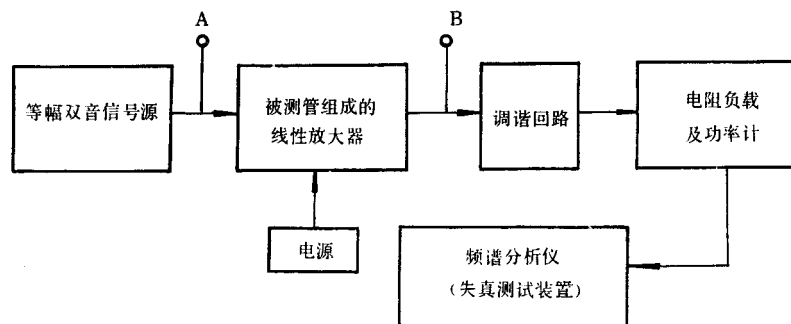 A
B
等幅双音信号源
被测管组成的
线性放大器
调谐回路
电阻负载
及功率计
电源
频谱分析仪
(失真测试装置)